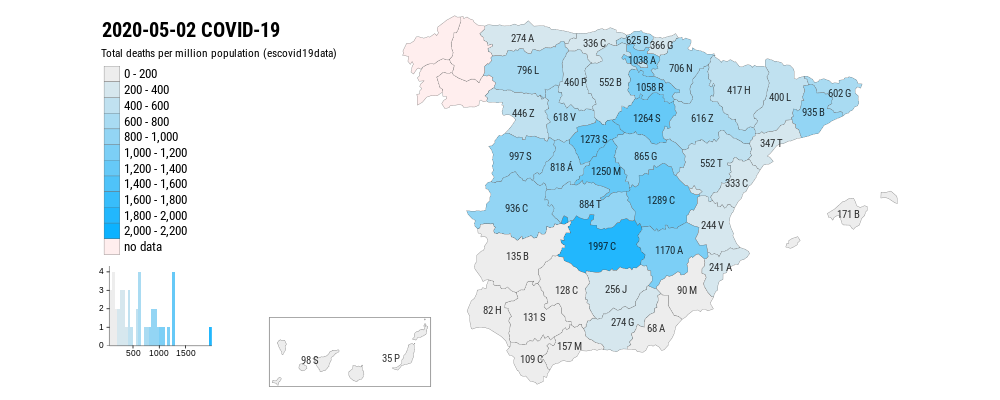 2020-05-02 COVID-19
Total deaths per million population (escovid19data)
0 - 200
200 - 400
400 - 600
600 - 800
800 - 1,000
1,000 - 1,200
1,200 - 1,400
1,400 - 1,600
1,600 - 1,800
1,800 - 2,000
2,000 - 2,200
no data
4
3
2
1
0
500 1000 1500
274 A
336 C
625 B
366 G
1038 A
796 L
460 P
552 B
706 N
1058 R
417 H
400 L
602 G
935 B
446 Z
618 V
1264 S
616 Z
347 T
1273 S
997 S
818 Á
1250 M
865 G
552 T
333 C
936 C
884 T
1289 C
244 V
171 B
135 B
1997 C
1170 A
241 A
128 C
256 J
90 M
82 H
131 S
274 G
68 A
157 M
109 C
98 S
35 P